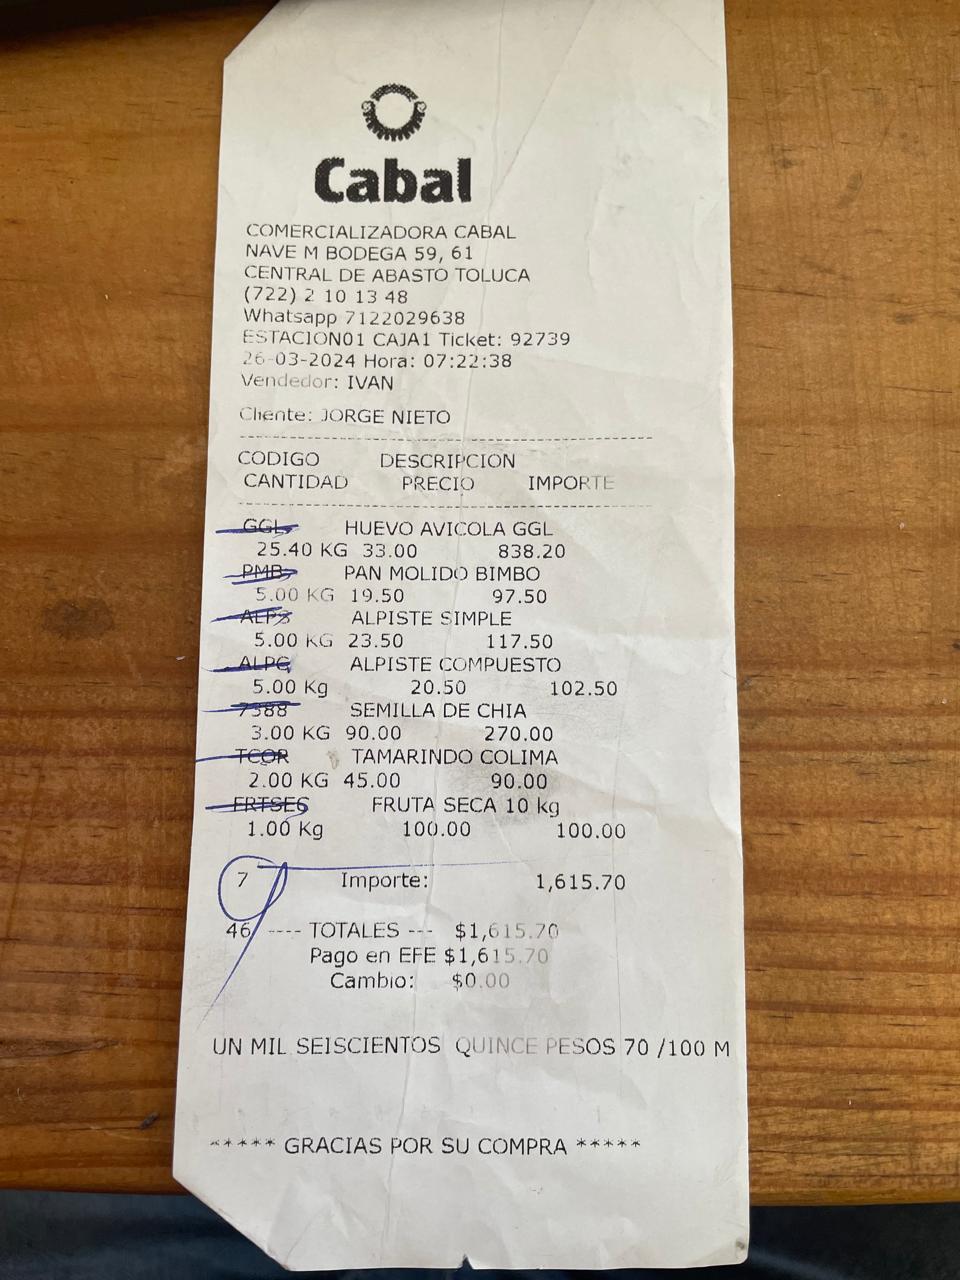 Cabal
COMERCIALIZADORA CABAL
NAVE M BODEGA 59, 61
CENTRAL DE ABASTO TOLUCA
(722) 2 10 13 48
Whatsapp 7122029638
ESTACION01 CAJA1 Ticket: 92739
26-03-2024 Hora: 07:22:38
Vendedor: IVAN
Cliente: JORGE NIETO
CODIGO DESCRIPCION
CANTIDAD PRECIO IMPORTE
GGL HUEVO AVICOLA GGL
25.40 KG 33.00 838.20
PMB PAN MOLIDO BIMBO
5.00 KG 19.50 97.50
ALPS ALPISTE SIMPLE
5.00 KG 23.50 117.50
ALPC ALPISTE COMPUESTO
5.00 Kg 20.50 102.50
7388 SEMILLA DE CHIA
3.00 KG 90.00 270.00
TCOR TAMARINDO COLIMA
2.00 KG 45.00 90.00
FRTSEC FRUTA SECA 10 kg
1.00 Kg 100.00 100.00
7 Importe: 1,615.70
46 ---- TOTALES --- $1,615.70
Pago en EFE $1,615.70
Cambio: $0.00
UN MIL SEISCIENTOS QUINCE PESOS 70 /100 M
***** GRACIAS POR SU COMPRA *****